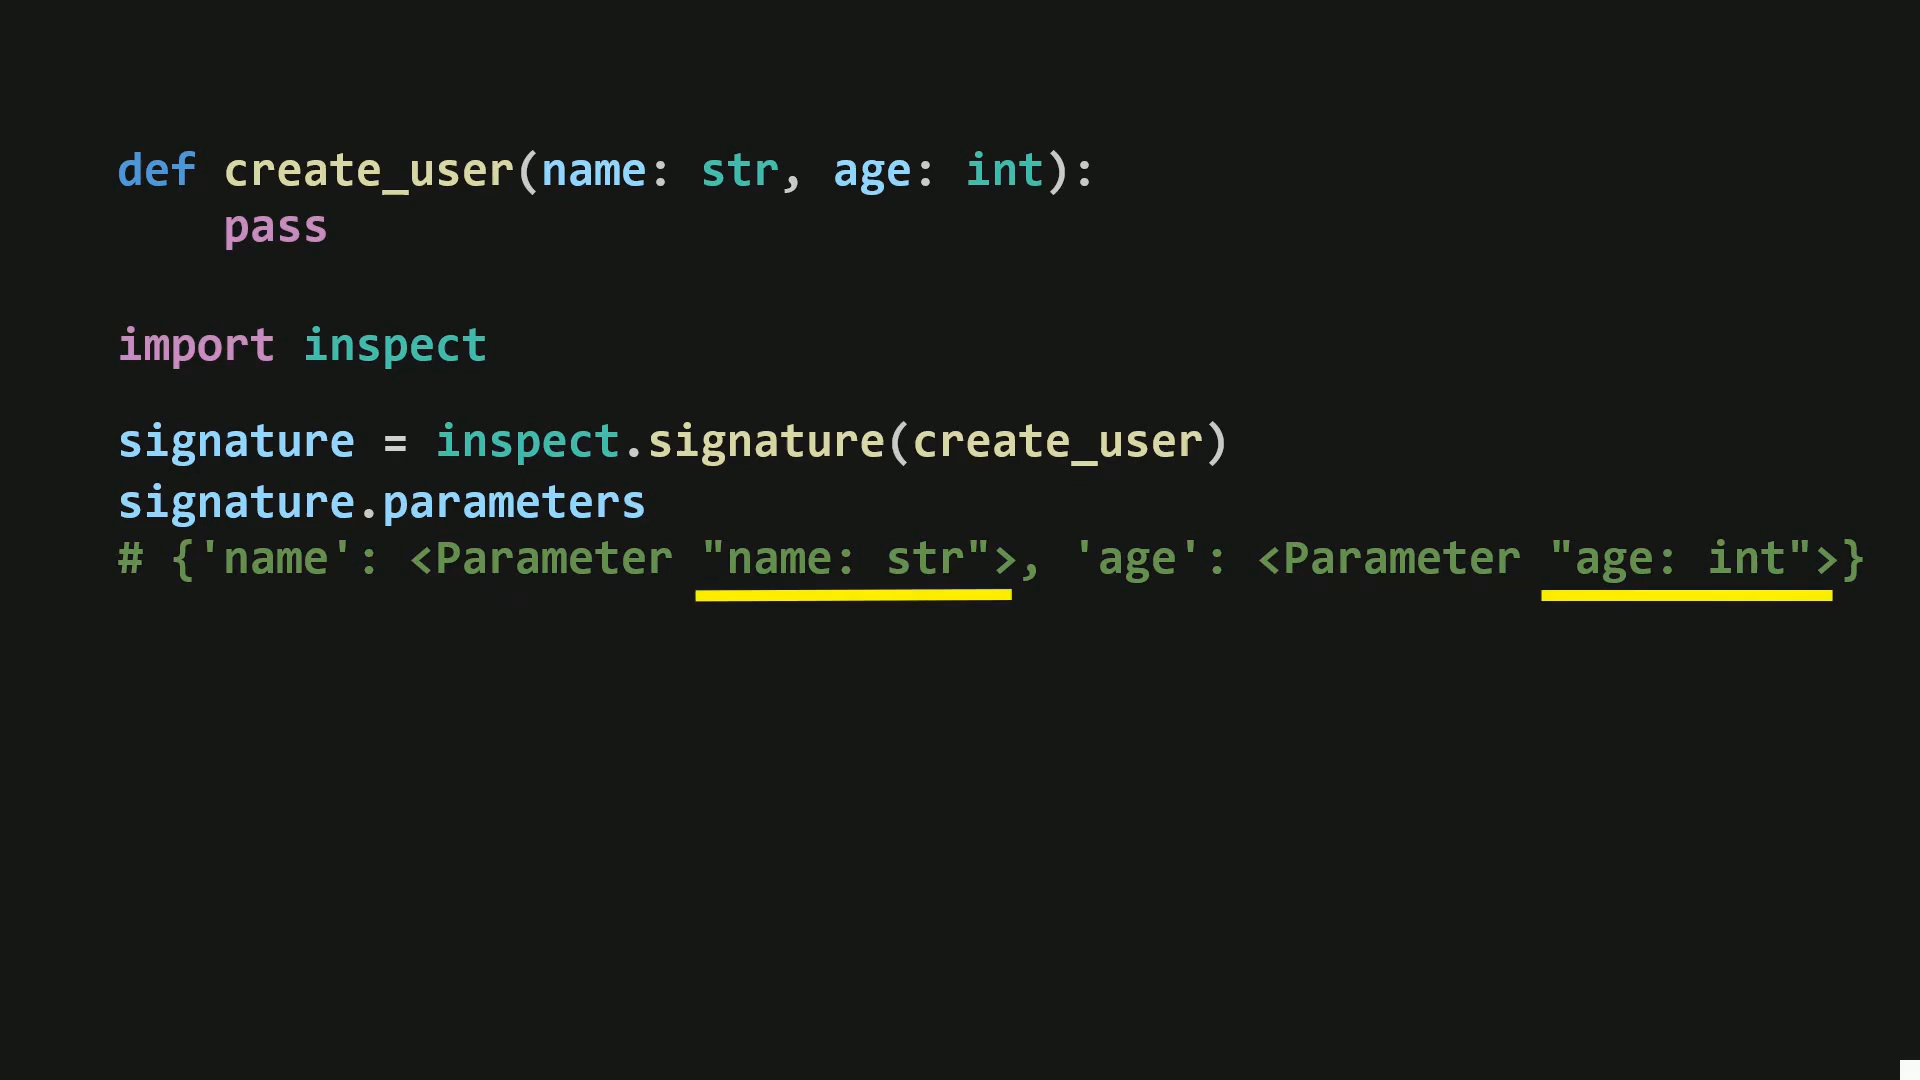 def create_user(name: str, age: int):
    pass
import inspect
signature = inspect.signature(create_user)
signature.parameters
# {'name': <Parameter "name: str">, 'age': <Parameter "age: int">}